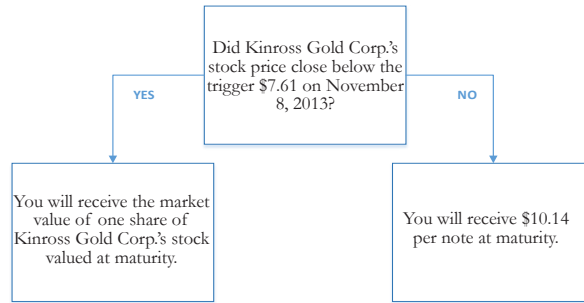 Did Kinross Gold Corp.'s
stock price close below the
trigger $7.61 on November
8, 2013?
YES
NO
You will receive the market
value of one share of
Kinross Gold Corp.'s stock
valued at maturity.
You will receive $10.14
per note at maturity.